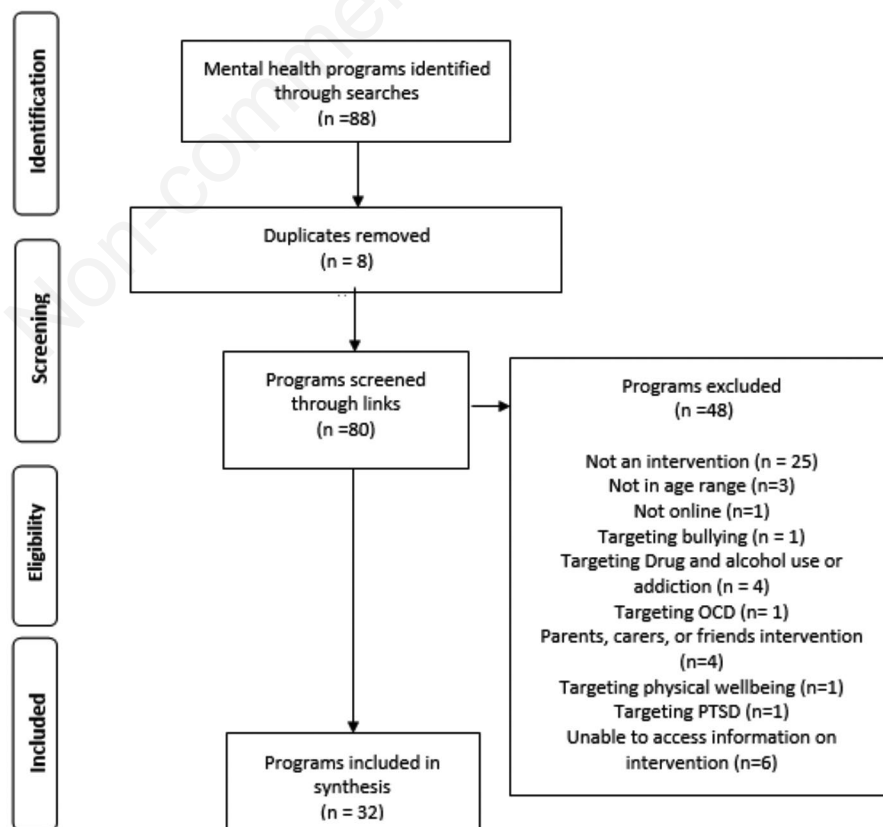 Non-comme
Identification
Mental health programs identified
through searches
(n =88)
Duplicates removed
(n = 8)
Screening
Programs screened
through links
(n =80)
Programs excluded
(n =48)
Not an intervention (n = 25)
Not in age range (n=3)
Not online (n=1)
Targeting bullying (n = 1)
Targeting Drug and alcohol use or
addiction (n = 4)
Targeting OCD (n= 1)
Parents, carers, or friends intervention
(n=4)
Targeting physical wellbeing (n=1)
Targeting PTSD (n=1)
Unable to access information on
intervention (n=6)
Eligibility
Included
Programs included in
synthesis
(n = 32)